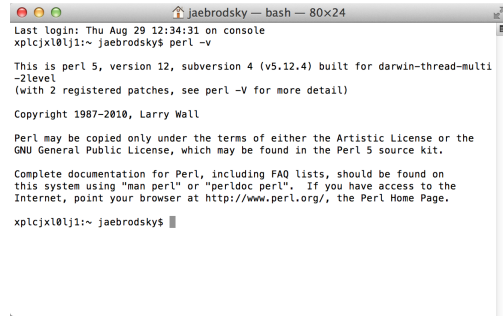 jaebrodsky — bash — 80×24
Last login: Thu Aug 29 12:34:31 on console
xplcjxl0lj1:~ jaebrodsky$ perl -v
This is perl 5, version 12, subversion 4 (v5.12.4) built for darwin-thread-multi
-2level
(with 2 registered patches, see perl -V for more detail)
Copyright 1987-2010, Larry Wall
Perl may be copied only under the terms of either the Artistic License or the
GNU General Public License, which may be found in the Perl 5 source kit.
Complete documentation for Perl, including FAQ lists, should be found on
this system using "man perl" or "perldoc perl".  If you have access to the
Internet, point your browser at http://www.perl.org/, the Perl Home Page.
xplcjxl0lj1:~ jaebrodsky$